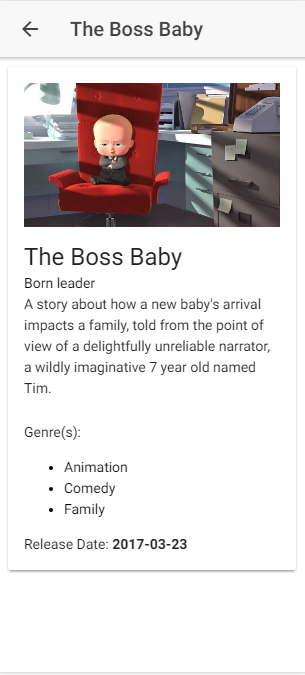 The Boss Baby
The Boss Baby
Born leader
A story about how a new baby's arrival
impacts a family, told from the point of
view of a delightfully unreliable narrator,
a wildly imaginative 7 year old named
Tim.
Genre(s):
Animation
Comedy
Family
Release Date: 2017-03-23